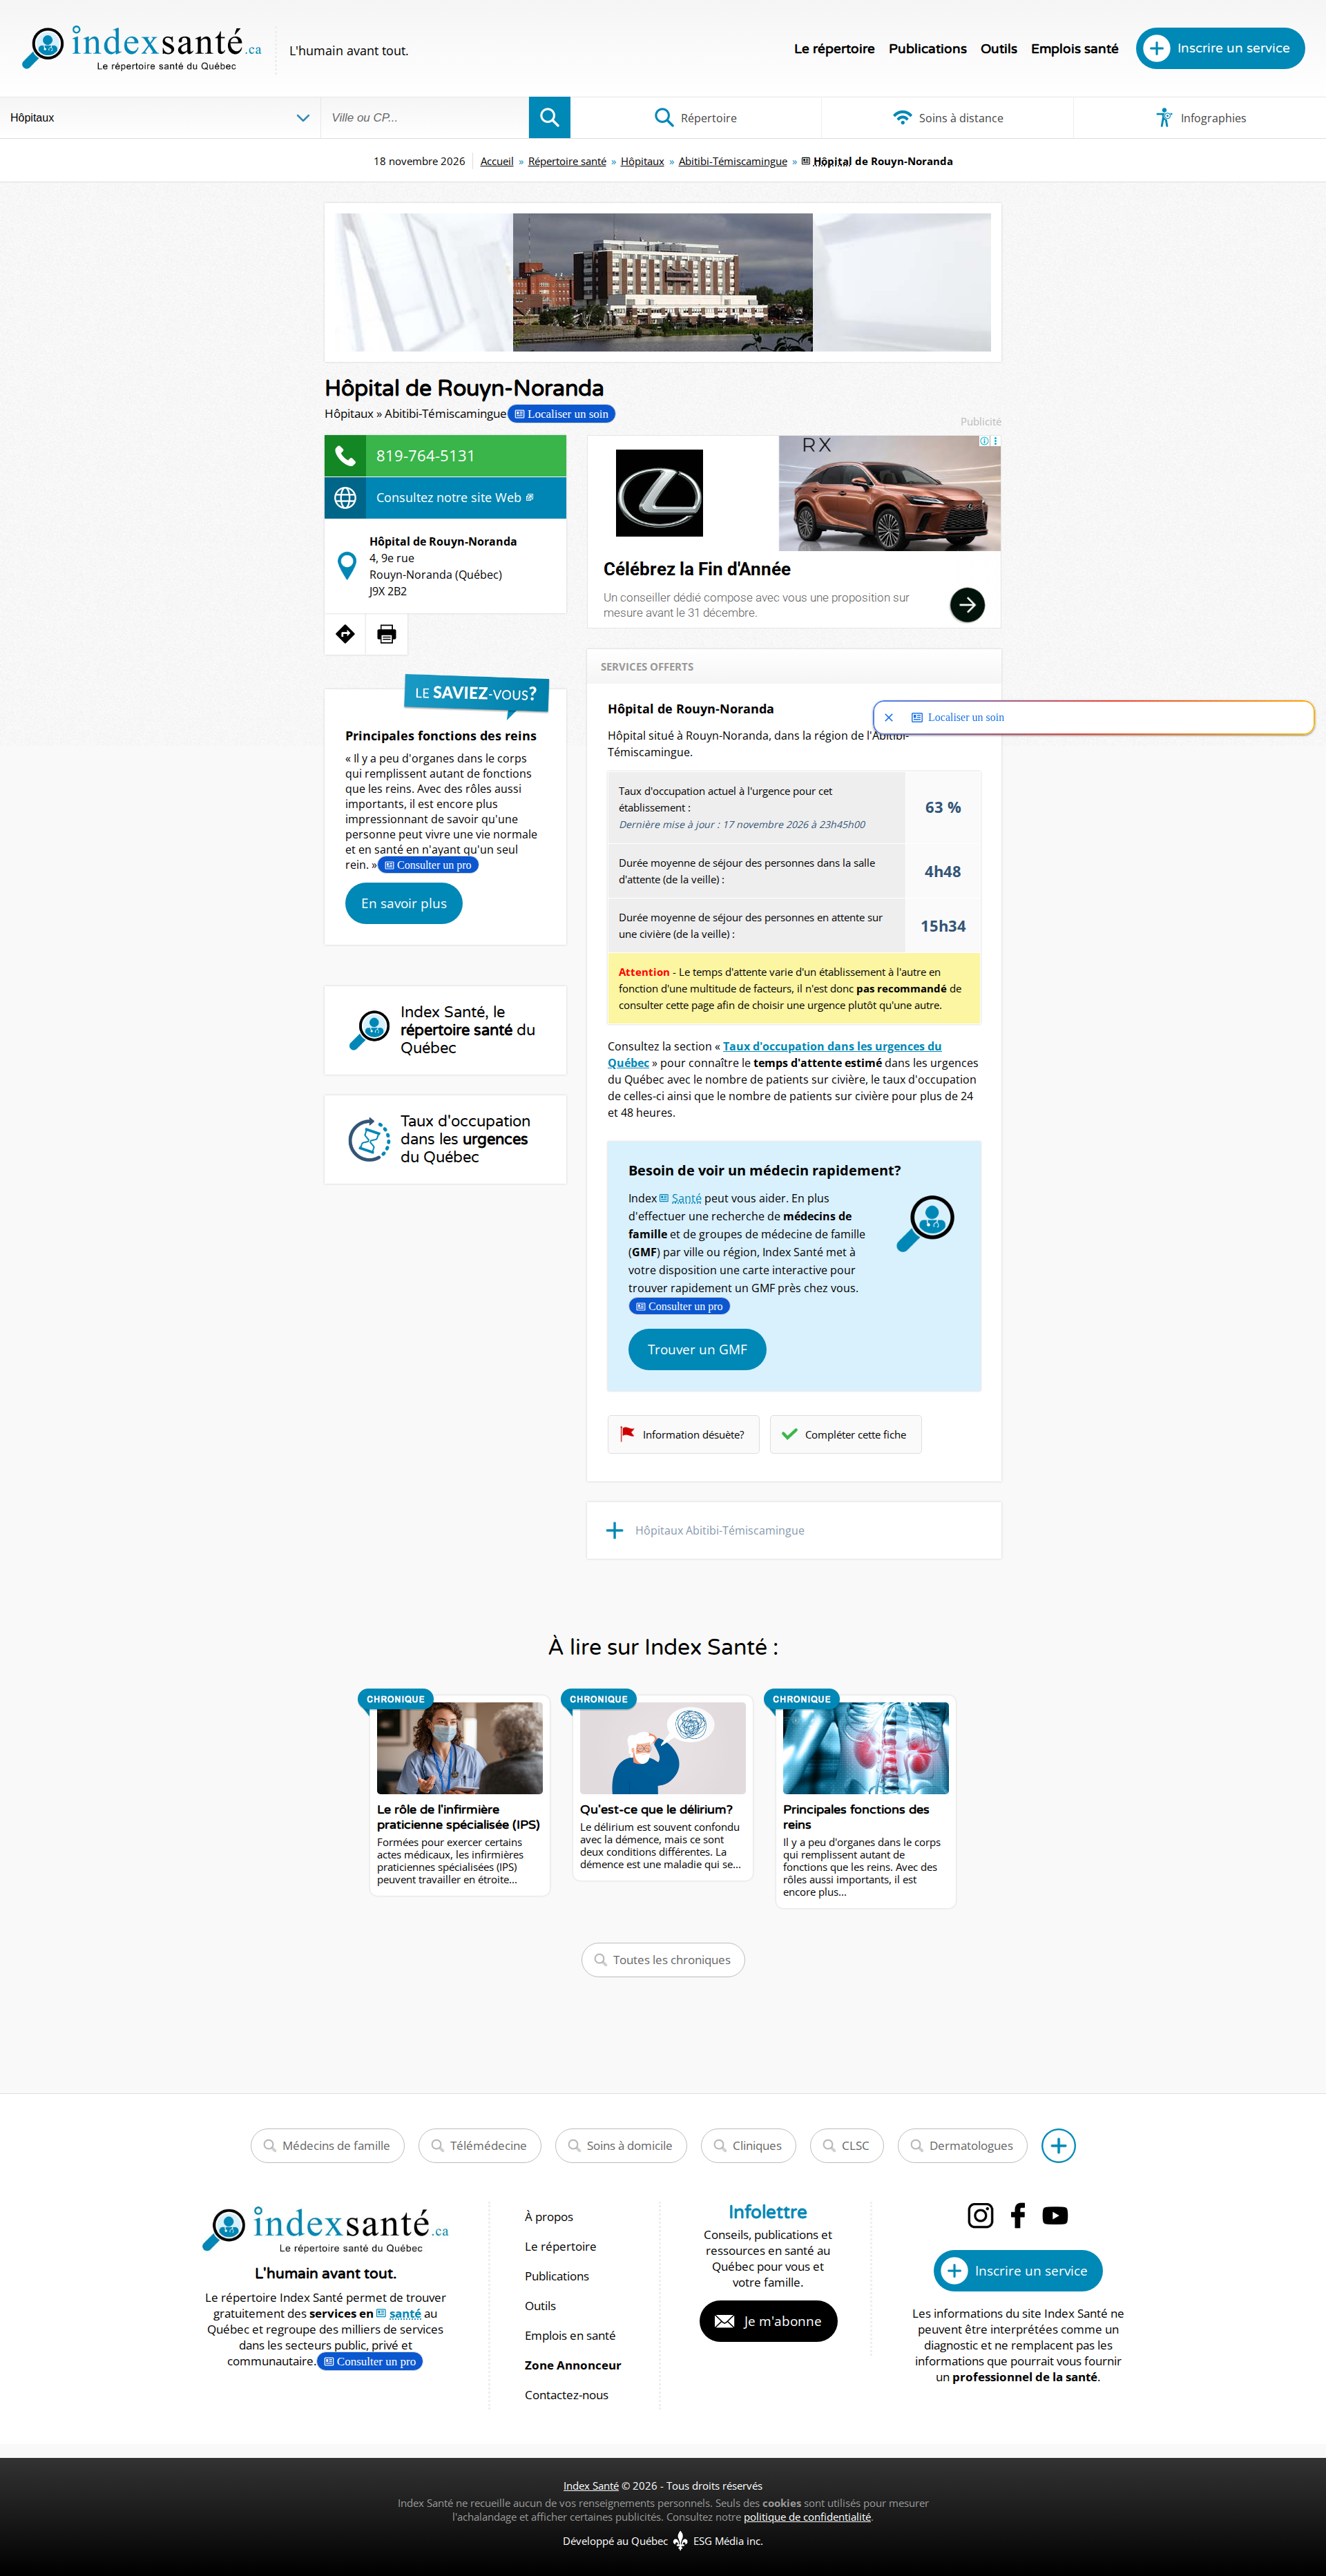 indexsanté.ca
Le répertoire santé du Québec
L'humain avant tout.
Le répertoire
Publications
Outils
Emplois santé
Inscrire un service
Hôpitaux
Ville ou CP...
Répertoire
Soins à distance
Infographies
18 novembre 2026
Accueil » Répertoire santé » Hôpitaux » Abitibi-Témiscamingue » Hôpital de Rouyn-Noranda
Hôpital de Rouyn-Noranda
Hôpitaux » Abitibi-Témiscamingue Localiser un soin
Publicité
819-764-5131
Consultez notre site Web
Hôpital de Rouyn-Noranda
4, 9e rue
Rouyn-Noranda (Québec)
J9X 2B2
RX
Célébrez la Fin d'Année
Un conseiller dédié compose avec vous une proposition sur
mesure avant le 31 décembre.
LE SAVIEZ-VOUS?
Principales fonctions des reins
« Il y a peu d'organes dans le corps
qui remplissent autant de fonctions
que les reins. Avec des rôles aussi
importants, il est encore plus
impressionnant de savoir qu'une
personne peut vivre une vie normale
et en santé en n'ayant qu'un seul
rein. » Consulter un pro
En savoir plus
Index Santé, le
répertoire santé du
Québec
Taux d'occupation
dans les urgences
du Québec
SERVICES OFFERTS
Hôpital de Rouyn-Noranda
Localiser un soin
Hôpital situé à Rouyn-Noranda, dans la région de l'Abitibi-
Témiscamingue.
Taux d'occupation actuel à l'urgence pour cet
établissement :
Dernière mise à jour : 17 novembre 2026 à 23h45h00
63 %
Durée moyenne de séjour des personnes dans la salle
d'attente (de la veille) :
4h48
Durée moyenne de séjour des personnes en attente sur
une civière (de la veille) :
15h34
Attention - Le temps d'attente varie d'un établissement à l'autre en
fonction d'une multitude de facteurs, il n'est donc pas recommandé de
consulter cette page afin de choisir une urgence plutôt qu'une autre.
Consultez la section « Taux d'occupation dans les urgences du
Québec » pour connaître le temps d'attente estimé dans les urgences
du Québec avec le nombre de patients sur civière, le taux d'occupation
de celles-ci ainsi que le nombre de patients sur civière pour plus de 24
et 48 heures.
Besoin de voir un médecin rapidement?
Index Santé peut vous aider. En plus
d'effectuer une recherche de médecins de
famille et de groupes de médecine de famille
(GMF) par ville ou région, Index Santé met à
votre disposition une carte interactive pour
trouver rapidement un GMF près chez vous.
Consulter un pro
Trouver un GMF
Information désuète?
Compléter cette fiche
Hôpitaux Abitibi-Témiscamingue
À lire sur Index Santé :
CHRONIQUE
Le rôle de l'infirmière
praticienne spécialisée (IPS)
Formées pour exercer certains
actes médicaux, les infirmières
praticiennes spécialisées (IPS)
peuvent travailler en étroite...
CHRONIQUE
Qu'est-ce que le délirium?
Le délirium est souvent confondu
avec la démence, mais ce sont
deux conditions différentes. La
démence est une maladie qui se...
CHRONIQUE
Principales fonctions des
reins
Il y a peu d'organes dans le corps
qui remplissent autant de
fonctions que les reins. Avec des
rôles aussi importants, il est
encore plus...
Toutes les chroniques
Médecins de famille
Télémédecine
Soins à domicile
Cliniques
CLSC
Dermatologues
indexsanté.ca
Le répertoire santé du Québec
L'humain avant tout.
Le répertoire Index Santé permet de trouver
gratuitement des services en santé au
Québec et regroupe des milliers de services
dans les secteurs public, privé et
communautaire. Consulter un pro
À propos
Le répertoire
Publications
Outils
Emplois en santé
Zone Annonceur
Contactez-nous
Infolettre
Conseils, publications et
ressources en santé au
Québec pour vous et
votre famille.
Je m'abonne
Inscrire un service
Les informations du site Index Santé ne
peuvent être interprétées comme un
diagnostic et ne remplacent pas les
informations que pourrait vous fournir
un professionnel de la santé.
Index Santé © 2026 - Tous droits réservés
Index Santé ne recueille aucun de vos renseignements personnels. Seuls des cookies sont utilisés pour mesurer
l'achalandage et afficher certaines publicités. Consultez notre politique de confidentialité.
Développé au Québec ESG Média inc.